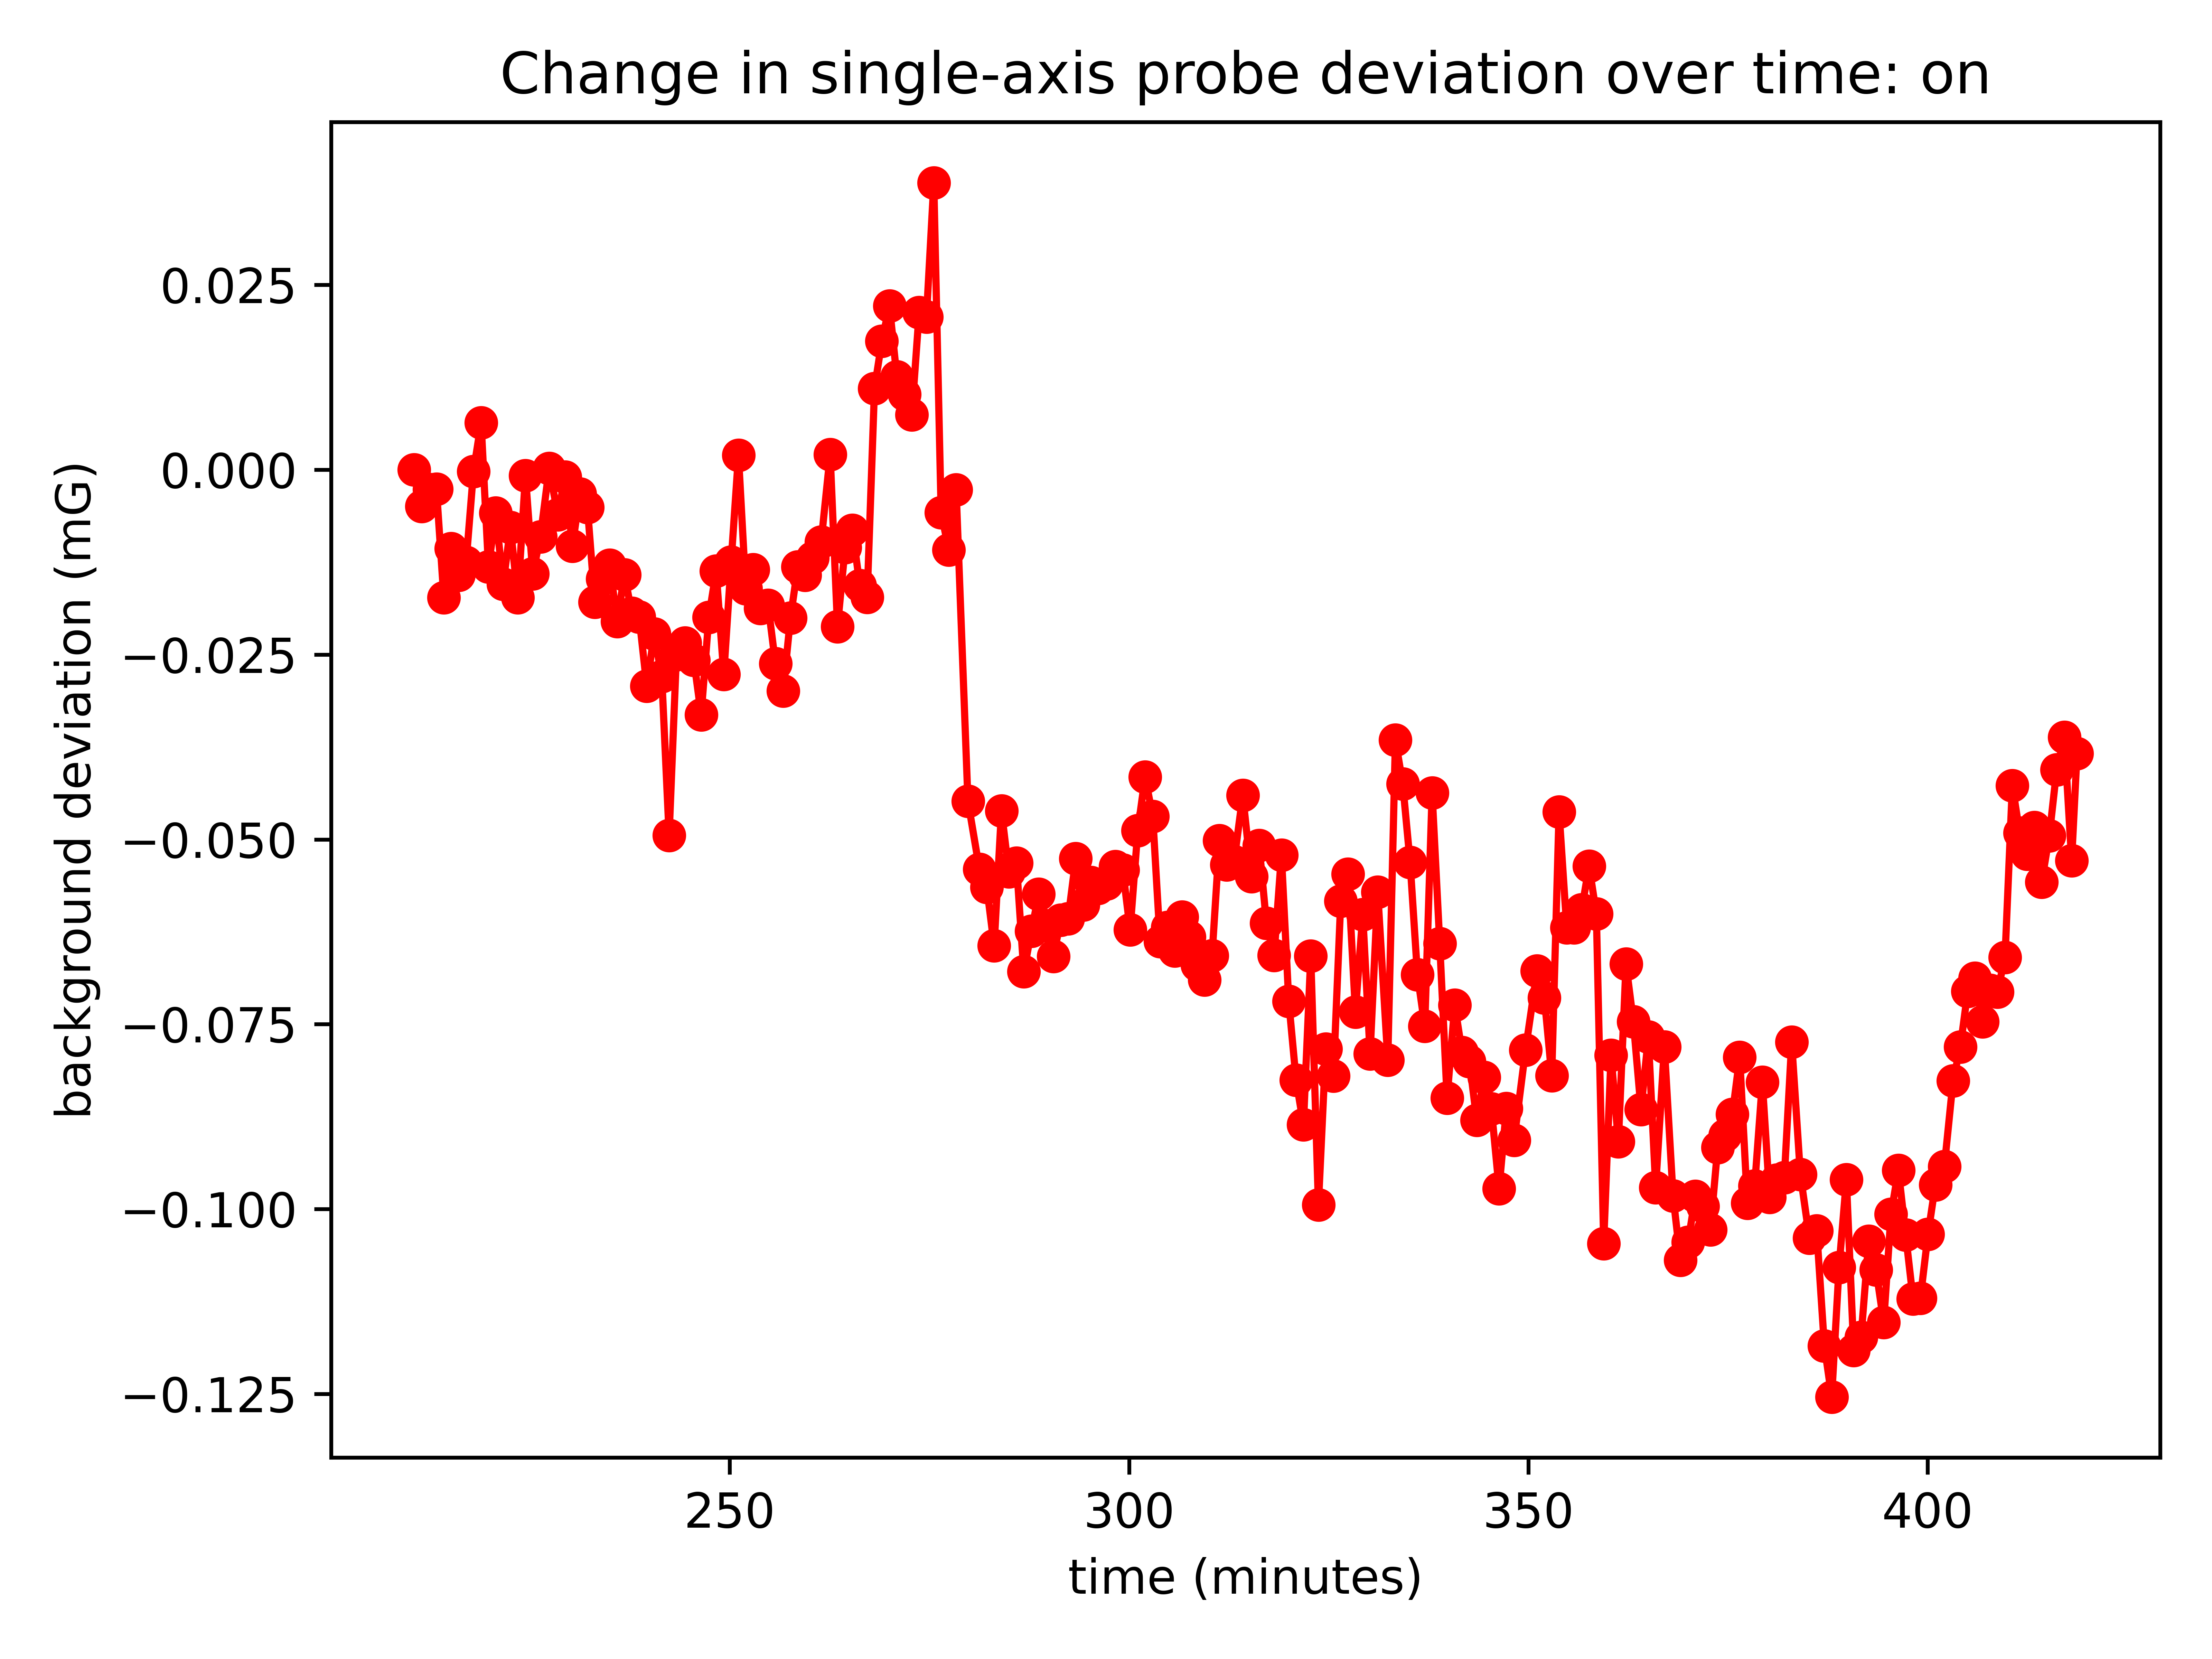 Change in single-axis probe deviation over time: on
background deviation (mG)
0.025
0.000
−0.025
−0.050
−0.075
−0.100
−0.125
250 300 350 400
time (minutes)